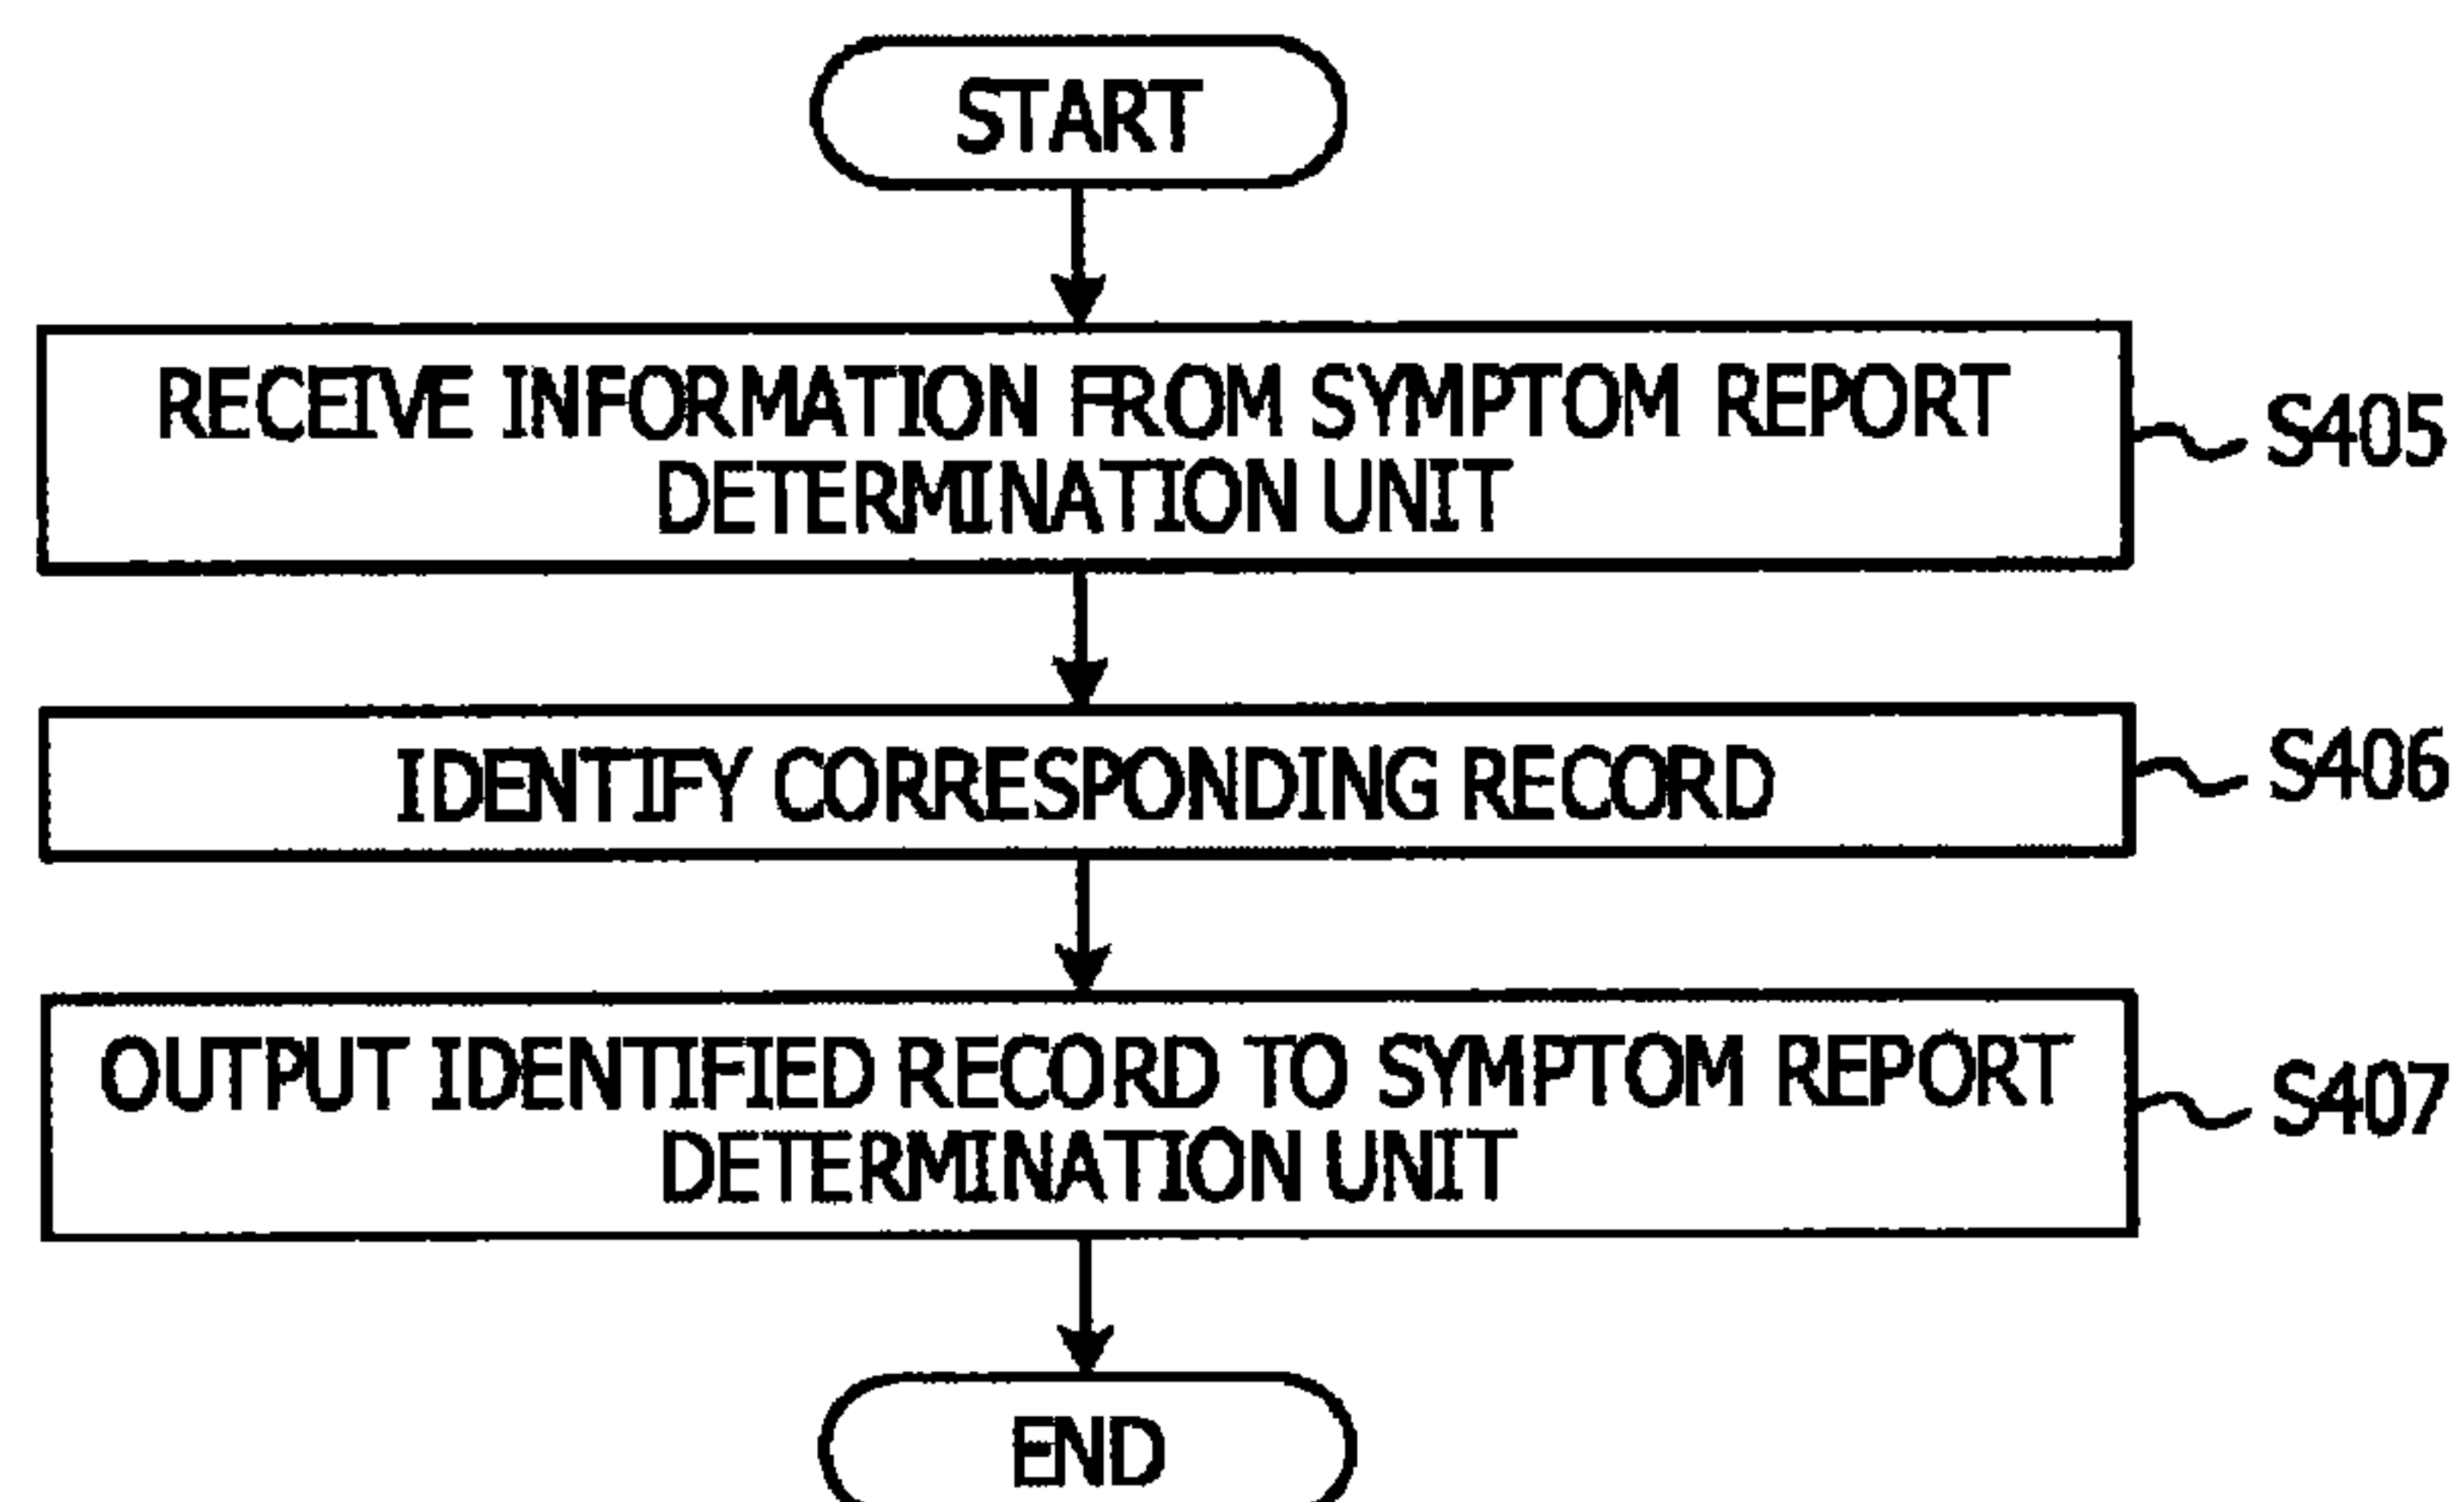 START
RECEIVE INFORMATION FROM SYMPTOM REPORT
DETERMINATION UNIT
S405
IDENTIFY CORRESPONDING RECORD
S406
OUTPUT IDENTIFIED RECORD TO SYMPTOM REPORT
DETERMINATION UNIT
S407
END